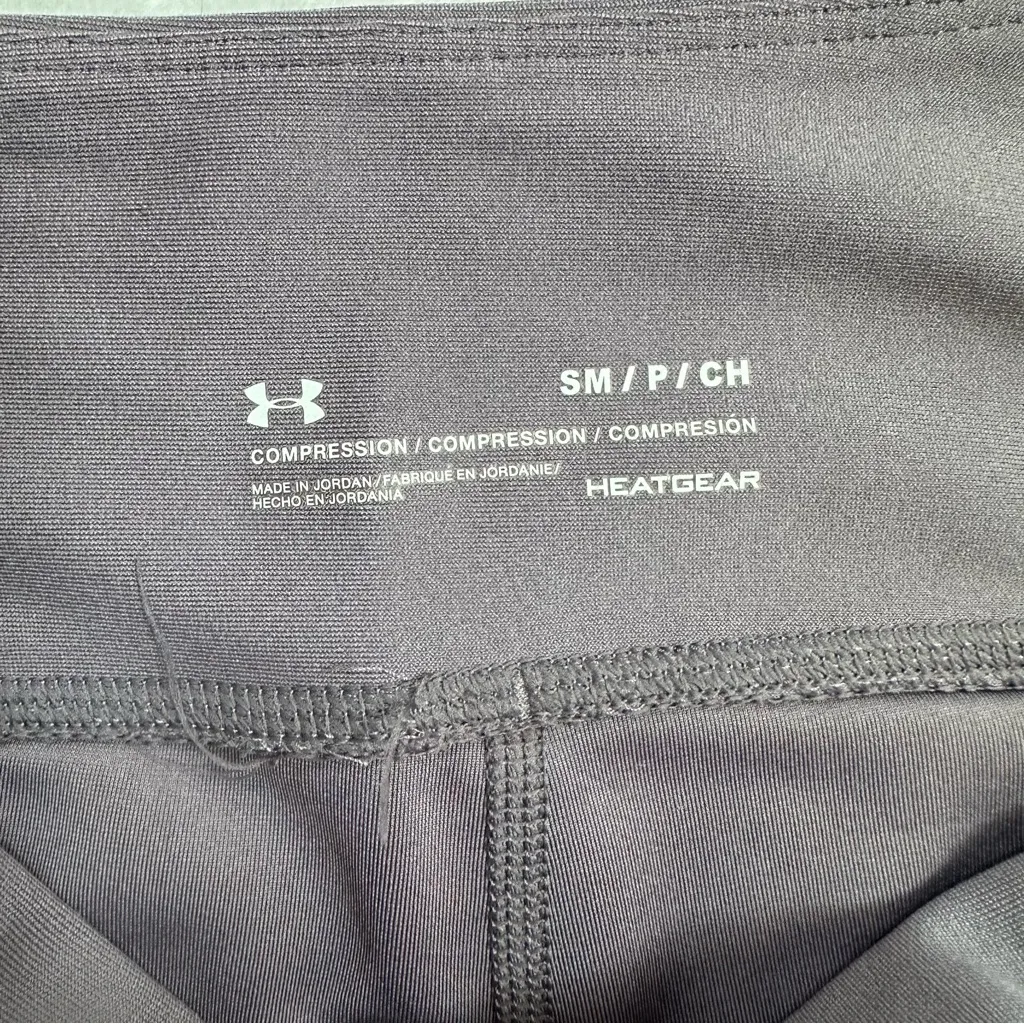 SM / P / CH
COMPRESSION / COMPRESSION / COMPRESIÓN
MADE IN JORDAN / FABRIQUÉ EN JORDANIE /
HECHO EN JORDANIA
HEATGEAR